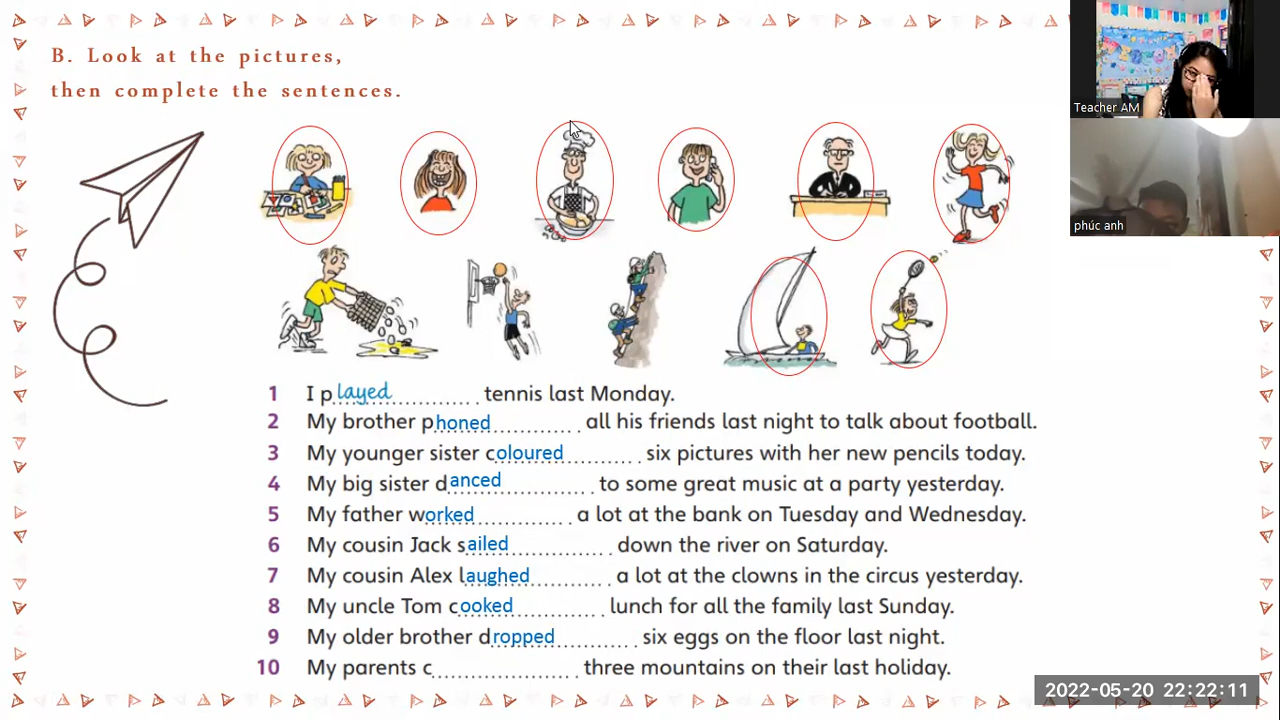 B. Look at the pictures,
then complete the sentences.
Teacher AM
phúc anh
1 I played tennis last Monday.
2 My brother phoned all his friends last night to talk about football.
3 My younger sister coloured six pictures with her new pencils today.
4 My big sister danced to some great music at a party yesterday.
5 My father worked a lot at the bank on Tuesday and Wednesday.
6 My cousin Jack sailed down the river on Saturday.
7 My cousin Alex laughed a lot at the clowns in the circus yesterday.
8 My uncle Tom cooked lunch for all the family last Sunday.
9 My older brother dropped six eggs on the floor last night.
10 My parents c.......................... three mountains on their last holiday.
2022-05-20 22:22:11